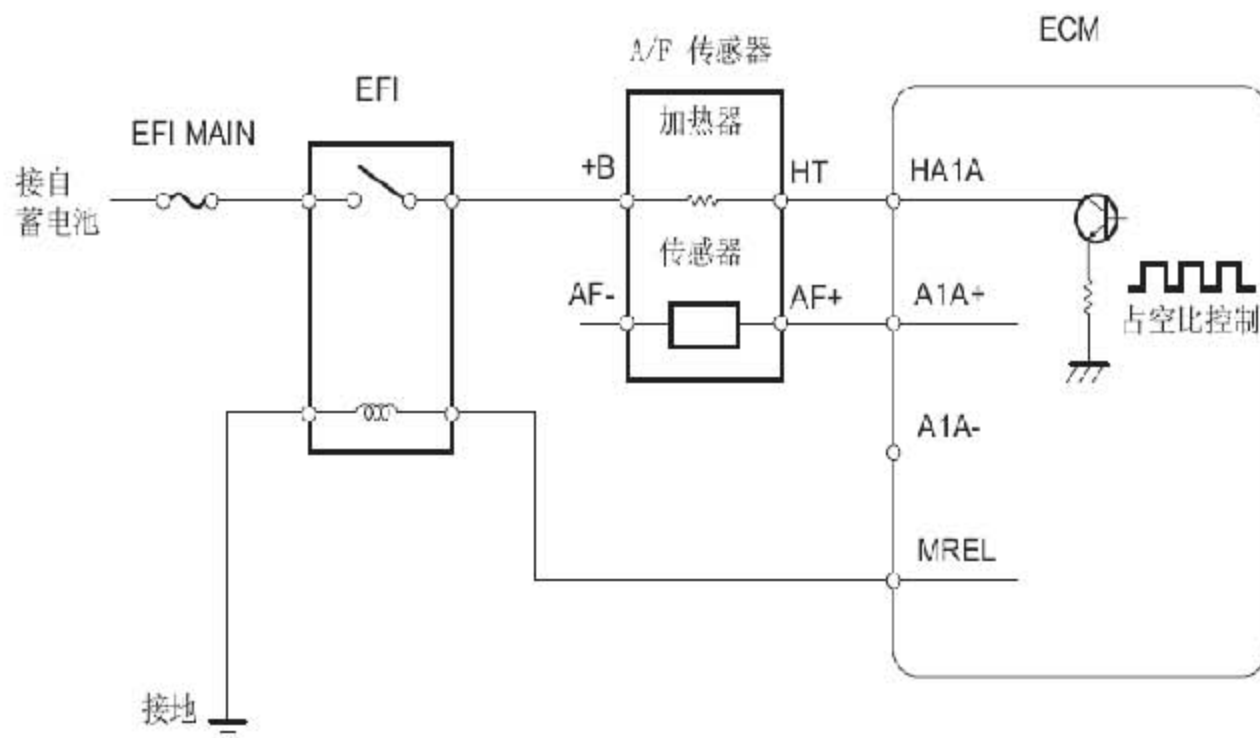 ECM
A/F 传感器
EFI
加热器
EFI MAIN
+B
HT
HA1A
接自
蓄电池
传感器
AF-
AF+
A1A+
占空比控制
A1A-
MREL
接地